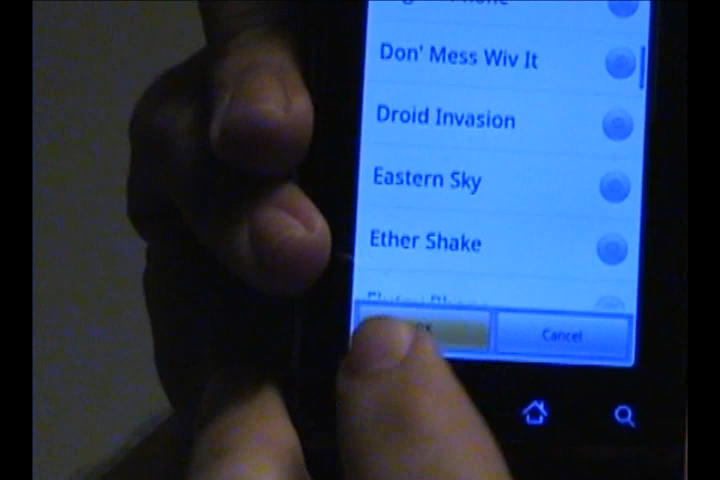 Don' Mess Wiv It
Droid Invasion
Eastern Sky
Ether Shake
Cancel